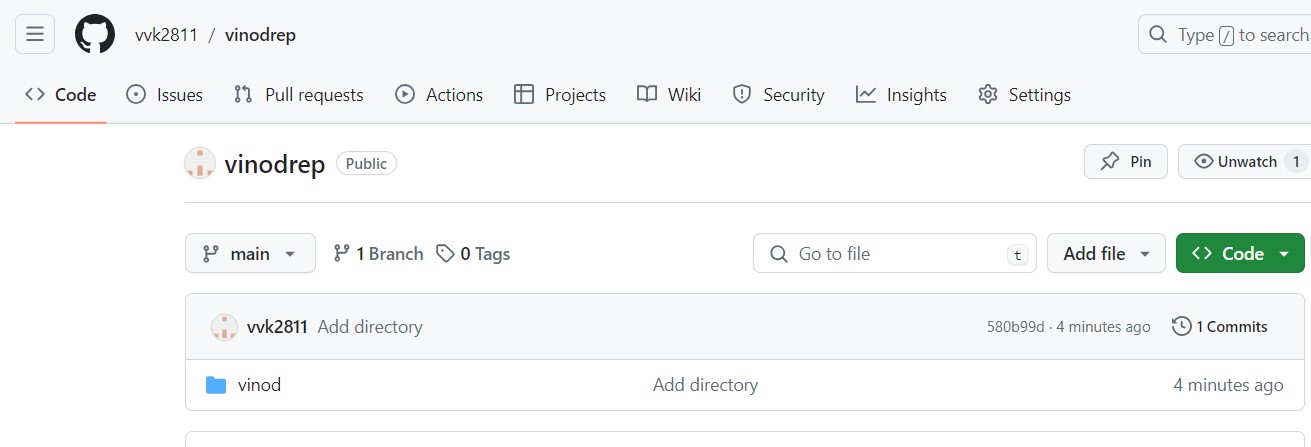 vvk2811 / vinodrep
Type / to search
Code Issues Pull requests Actions Projects Wiki Security Insights Settings
vinodrep Public Pin Unwatch 1
main 1 Branch 0 Tags Go to file t Add file Code
vvk2811 Add directory 580b99d · 4 minutes ago 1 Commits
vinod Add directory 4 minutes ago